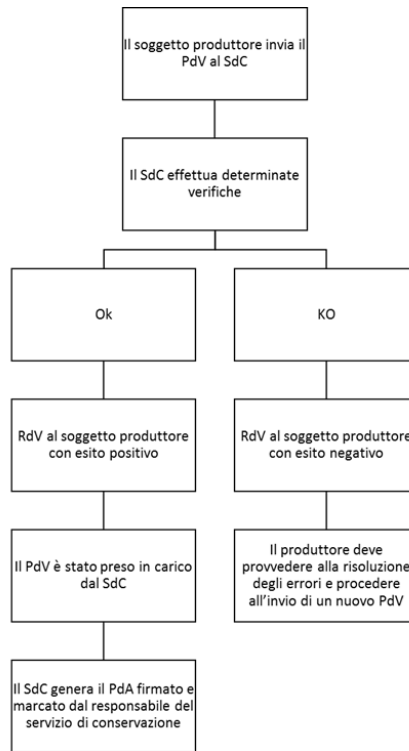 Il soggetto produttore invia il
PdV al SdC
Il SdC effettua determinate
verifiche
Ok
KO
RdV al soggetto produttore
con esito positivo
RdV al soggetto produttore
con esito negativo
Il PdV è stato preso in carico
dal SdC
Il produttore deve
provvedere alla risoluzione
degli errori e procedere
all'invio di un nuovo PdV
Il SdC genera il PdA firmato e
marcato dal responsabile del
servizio di conservazione